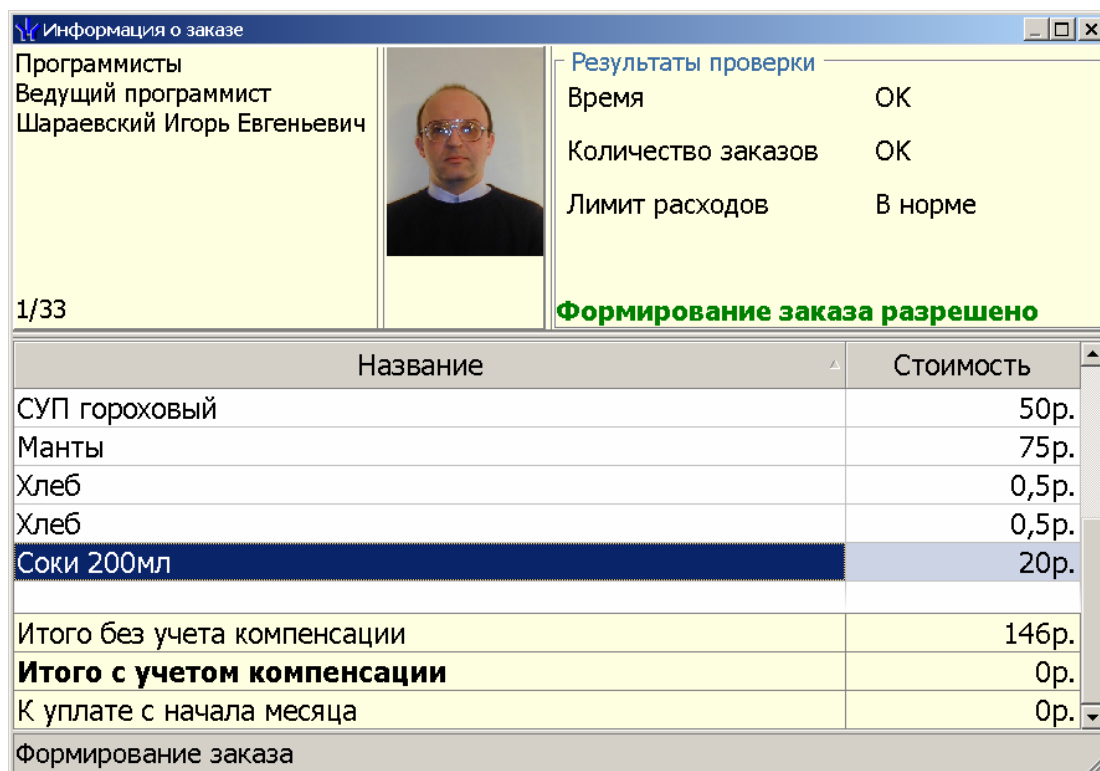 Информация о заказе
Программисты
Ведущий программист
Шараевский Игорь Евгеньевич
1/33
Результаты проверки
Время OK
Количество заказов OK
Лимит расходов В норме
Формирование заказа разрешено
Название Стоимость
СУП гороховый 50р.
Манты 75р.
Хлеб 0,5р.
Хлеб 0,5р.
Соки 200мл 20р.
Итого без учета компенсации 146р.
Итого с учетом компенсации 0р.
К уплате с начала месяца 0р.
Формирование заказа